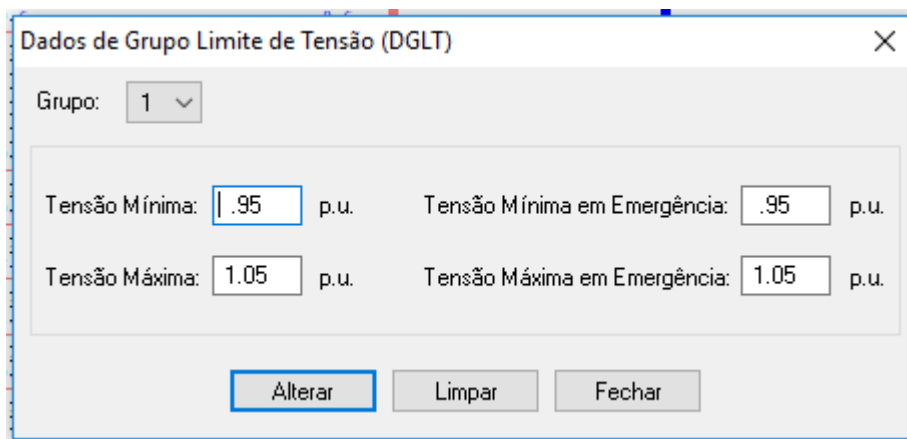 Dados de Grupo Limite de Tensão (DGLT)
Grupo: 1
Tensão Mínima: .95 p.u. Tensão Mínima em Emergência: .95 p.u.
Tensão Máxima: 1.05 p.u. Tensão Máxima em Emergência: 1.05 p.u.
Alterar Limpar Fechar